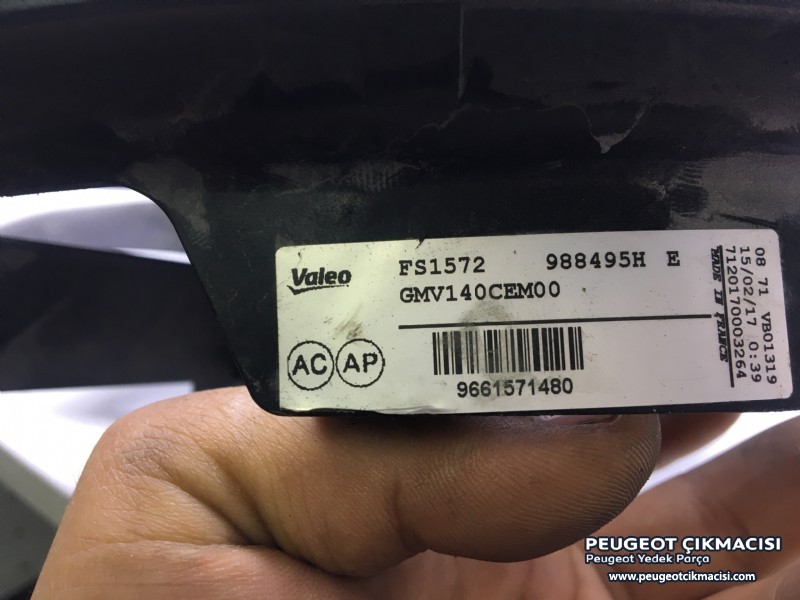 Valeo
FS1572 988495H E
GMV140CEM00
AC AP
9661571480
MADE IN FRANCE
08 71 VB01319
15/02/17 0:39
7120170003264
PEUGEOT ÇIKMACISI
Peugeot Yedek Parça
www.peugeotcikmacisi.com